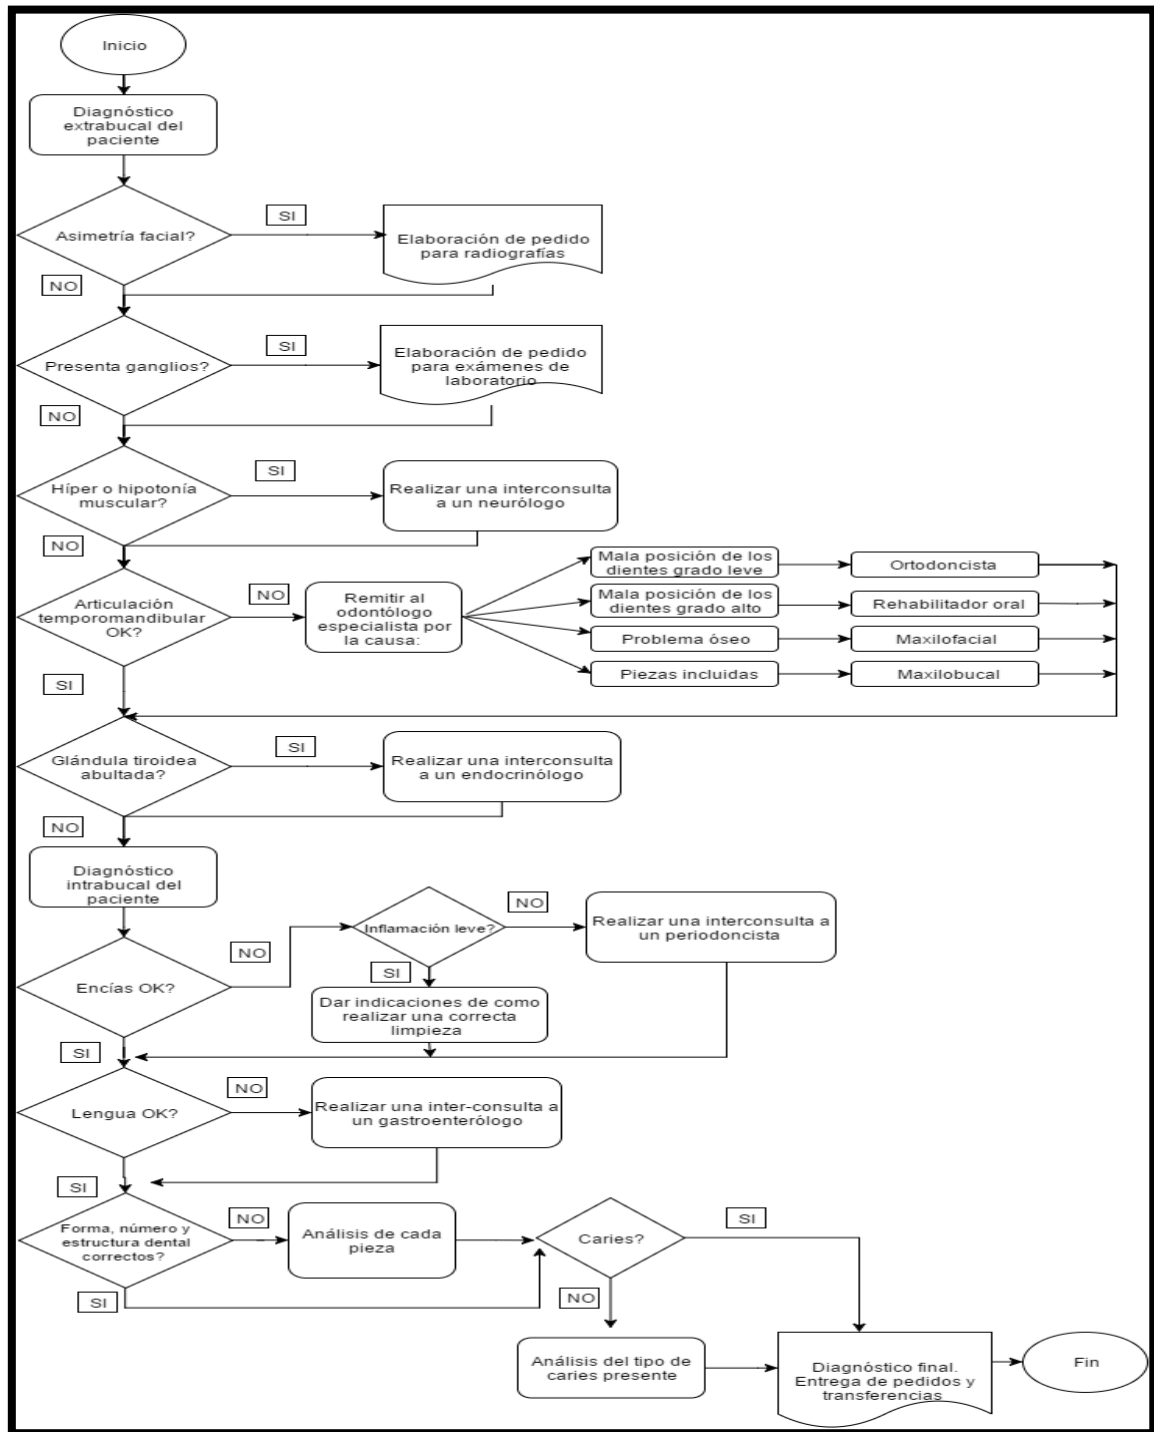 Inicio
Diagnóstico
extrabucal del
paciente
Asimetría facial?
SI
Elaboración de pedido
para radiografías
NO
Presenta ganglios?
SI
Elaboración de pedido
para exámenes de
laboratorio
NO
Híper o hipotonía
muscular?
SI
Realizar una interconsulta
a un neurólogo
NO
Articulación
temporomandibular
OK?
NO
Remitir al
odontólogo
especialista por
la causa:
Mala posición de los
dientes grado leve
Ortodoncista
Mala posición de los
dientes grado alto
Rehabilitador oral
Problema óseo
Maxilofacial
Piezas incluidas
Maxilobucal
SI
Glándula tiroidea
abultada?
SI
Realizar una interconsulta
a un endocrinólogo
NO
Diagnóstico
intrabucal del
paciente
Encías OK?
NO
Inflamación leve?
NO
Realizar una interconsulta a
un periodoncista
SI
Dar indicaciones de como
realizar una correcta
limpieza
SI
Lengua OK?
NO
Realizar una inter-consulta a
un gastroenterólogo
SI
Forma, número y
estructura dental
correctos?
NO
Análisis de cada
pieza
SI
Caries?
SI
NO
Análisis del tipo de
caries presente
Diagnóstico final.
Entrega de pedidos y
transferencias
Fin